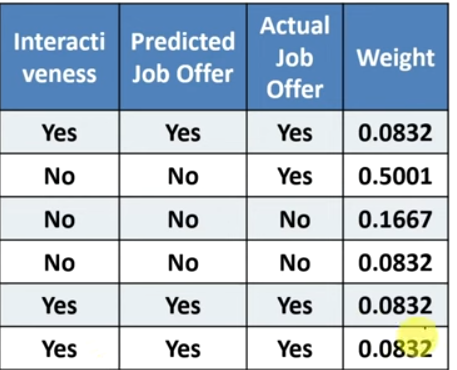 Interacti
veness
Predicted
Job Offer
Actual
Job
Offer
Weight
Yes Yes Yes 0.0832
No No Yes 0.5001
No No No 0.1667
No No No 0.0832
Yes Yes Yes 0.0832
Yes Yes Yes 0.0832